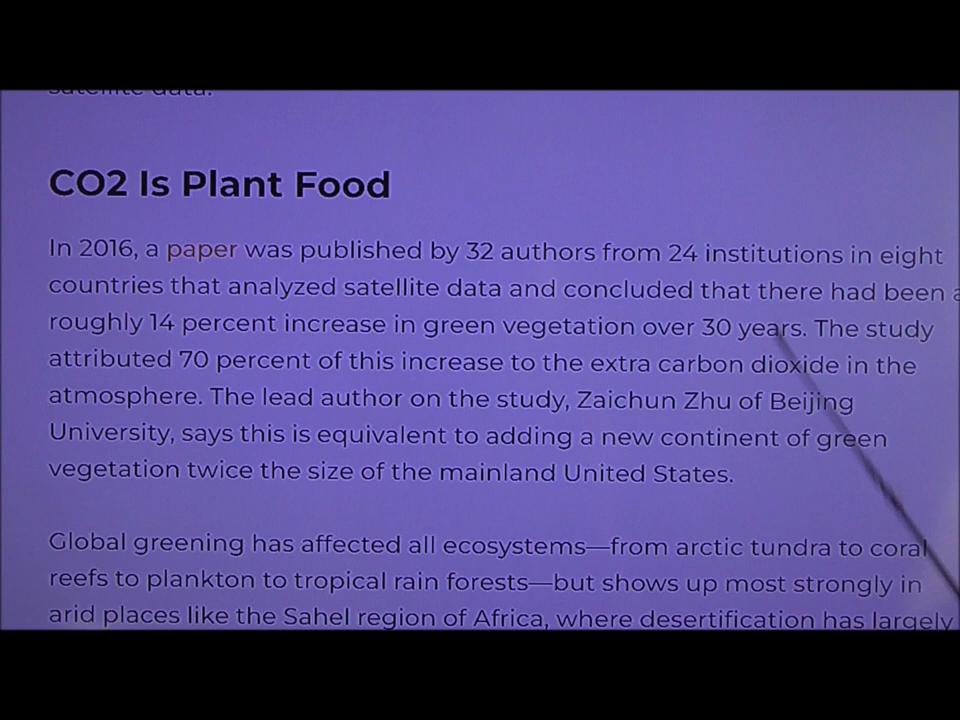 satellite data.
CO2 Is Plant Food
In 2016, a paper was published by 32 authors from 24 institutions in eight
countries that analyzed satellite data and concluded that there had been a
roughly 14 percent increase in green vegetation over 30 years. The study
attributed 70 percent of this increase to the extra carbon dioxide in the
atmosphere. The lead author on the study, Zaichun Zhu of Beijing
University, says this is equivalent to adding a new continent of green
vegetation twice the size of the mainland United States.
Global greening has affected all ecosystems—from arctic tundra to coral
reefs to plankton to tropical rain forests—but shows up most strongly in
arid places like the Sahel region of Africa, where desertification has largely